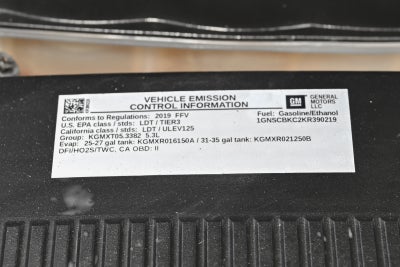 VEHICLE EMISSION
CONTROL INFORMATION
GM
GENERAL
MOTORS, LLC
Conforms to Regulations: 2019 FFV
Fuel: Gasoline/Ethanol
U.S. EPA class / stds: LDT / TIER3
1GNSCBKC2KR390219
California class / stds: LDT / ULEV125
Group: KGMXT05.3382 5.3L
Evap: 25-27 gal tank: KGMXR016150A / 31-35 gal tank: KGMXR021250B
DFI/HO2S/TWC, CA OBD: II